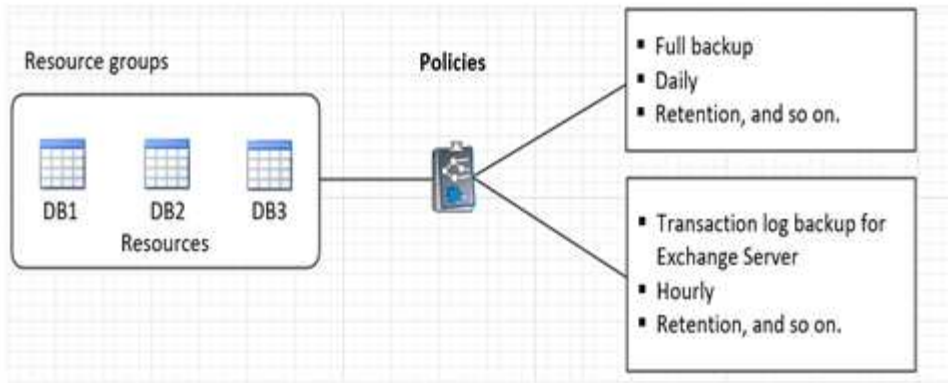 Resource groups
DB1
DB2
DB3
Resources
Policies
▪ Full backup
▪ Daily
▪ Retention, and so on.
▪ Transaction log backup for
Exchange Server
▪ Hourly
▪ Retention, and so on.